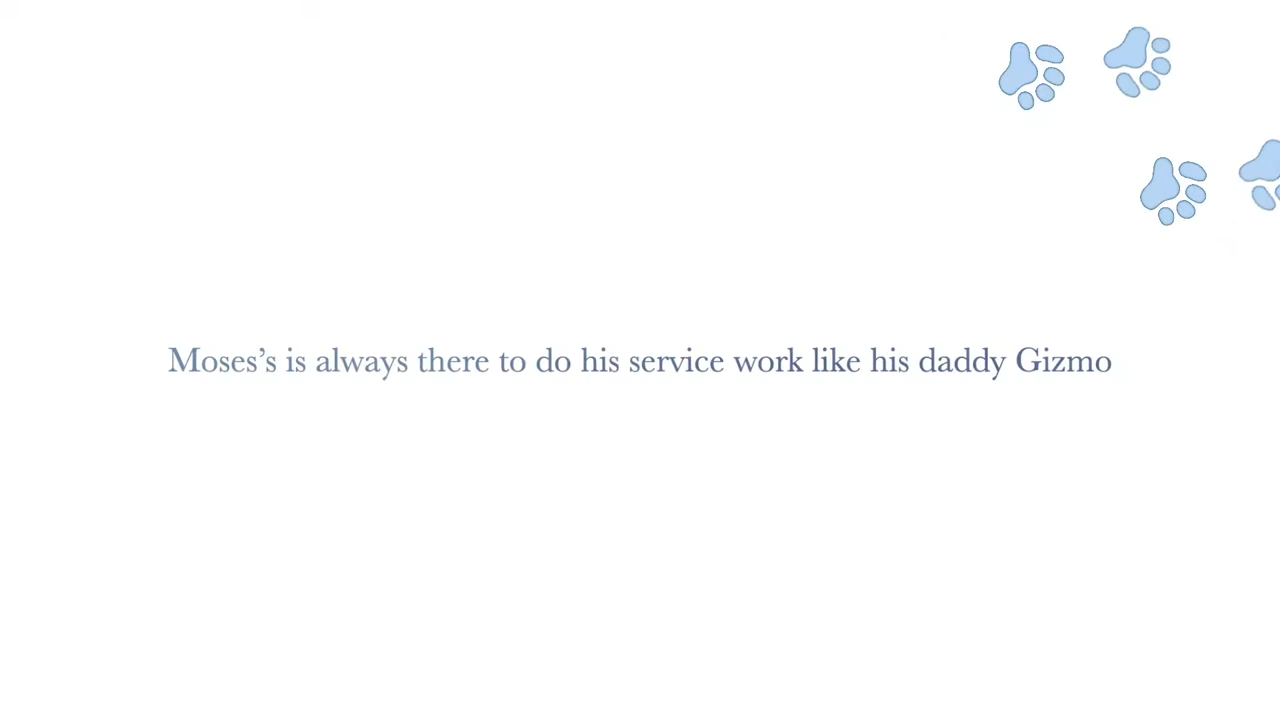 Moses’s is always there to do his service work like his daddy Gizmo